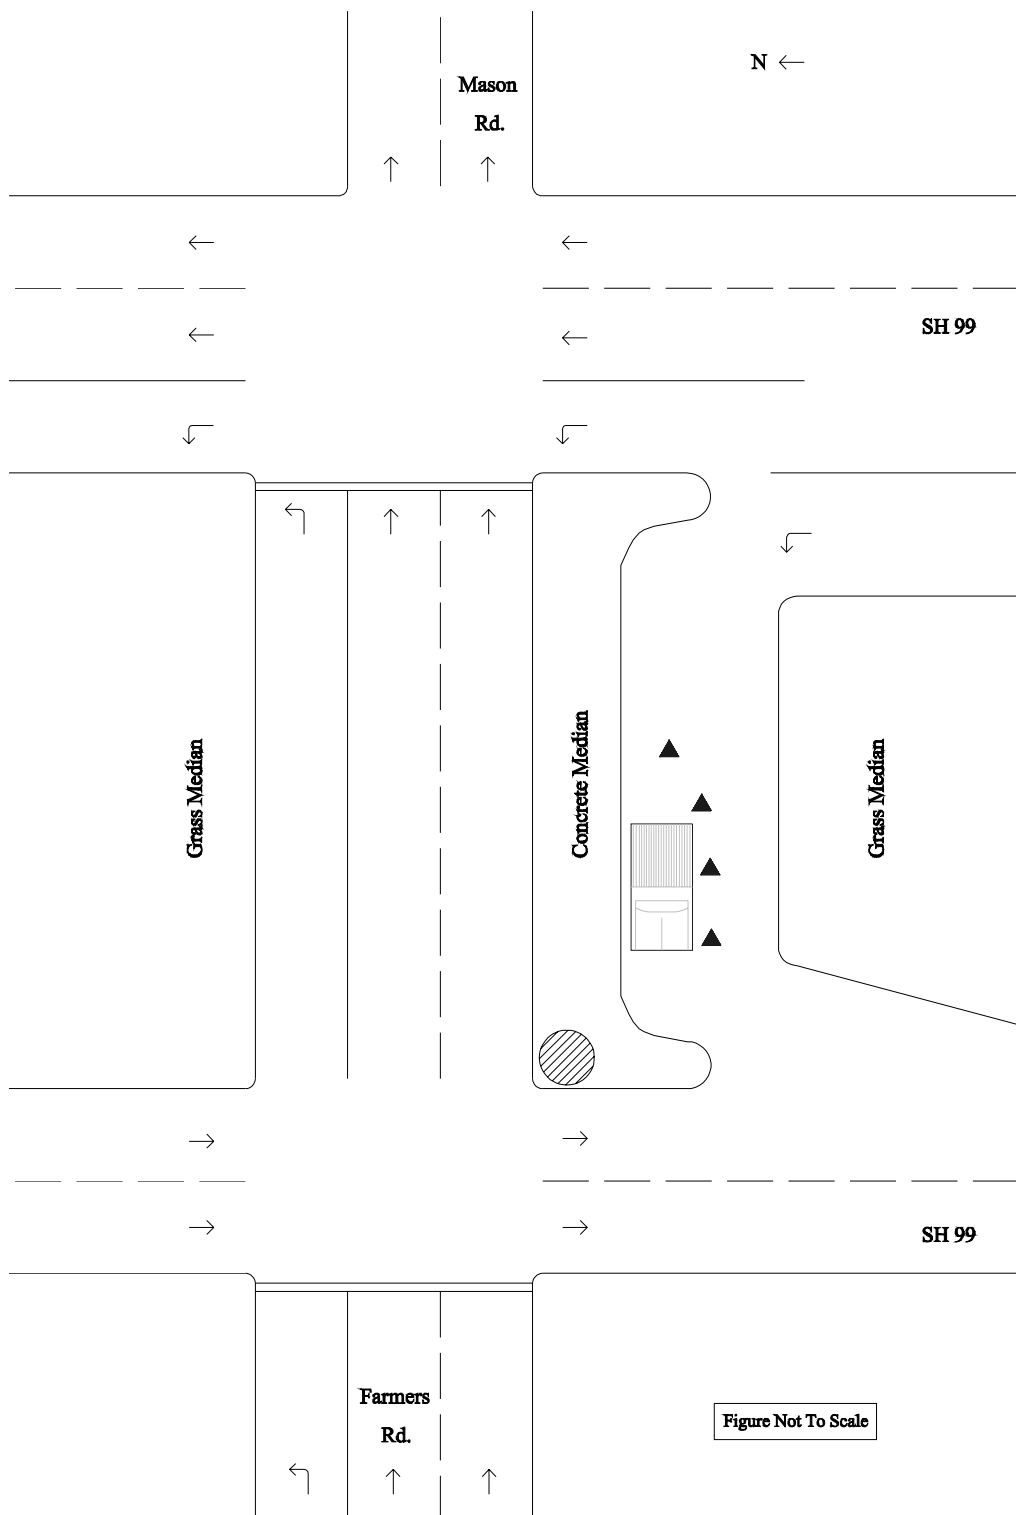 N
Mason
Rd.
SH 99
Grass Median
Concrete Median
Grass Median
SH 99
Farmers
Rd.
Figure Not To Scale